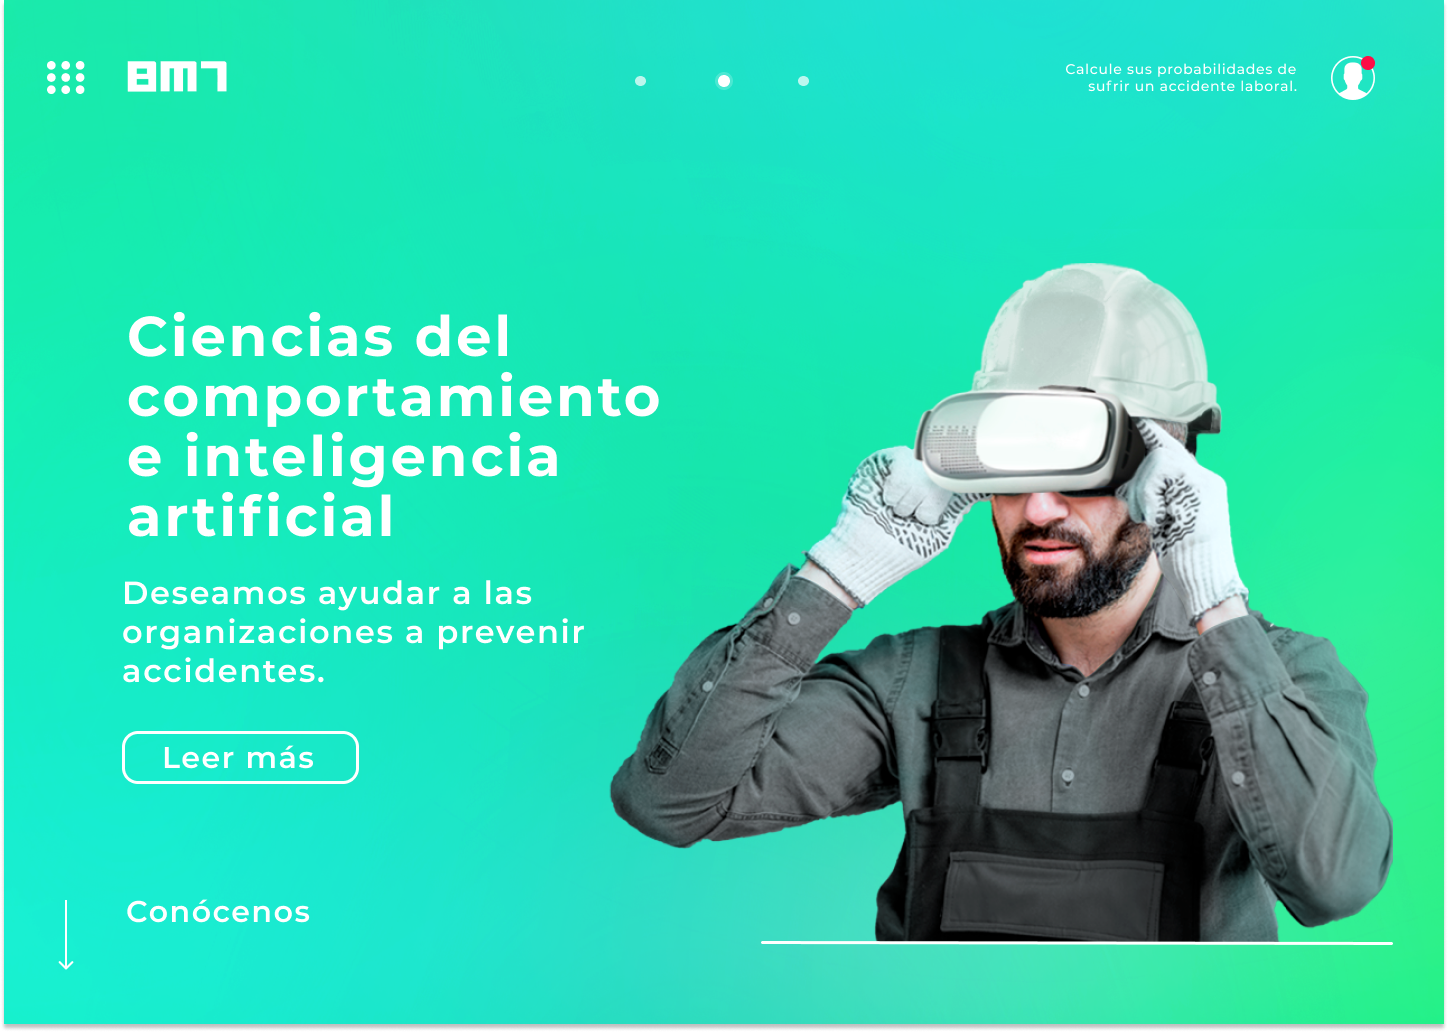 BM7
Calcule sus probabilidades de
sufrir un accidente laboral.
Ciencias del
comportamiento
e inteligencia
artificial
Deseamos ayudar a las
organizaciones a prevenir
accidentes.
Leer más
Conócenos